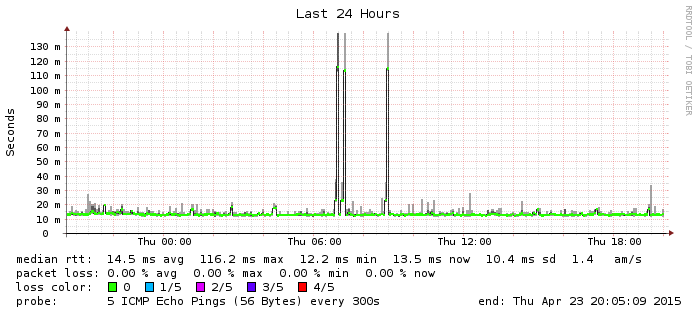 Last 24 Hours
RRDTOOL / TOBI OETIKER
Seconds
130 m
120 m
110 m
100 m
90 m
80 m
70 m
60 m
50 m
40 m
30 m
20 m
10 m
0
Thu 00:00 Thu 06:00 Thu 12:00 Thu 18:00
median rtt: 14.5 ms avg 116.2 ms max 12.2 ms min 13.5 ms now 10.4 ms sd 1.4 am/s
packet loss: 0.00 % avg 0.00 % max 0.00 % min 0.00 % now
loss color: 0 1/5 2/5 3/5 4/5
probe: 5 ICMP Echo Pings (56 Bytes) every 300s end: Thu Apr 23 20:05:09 2015